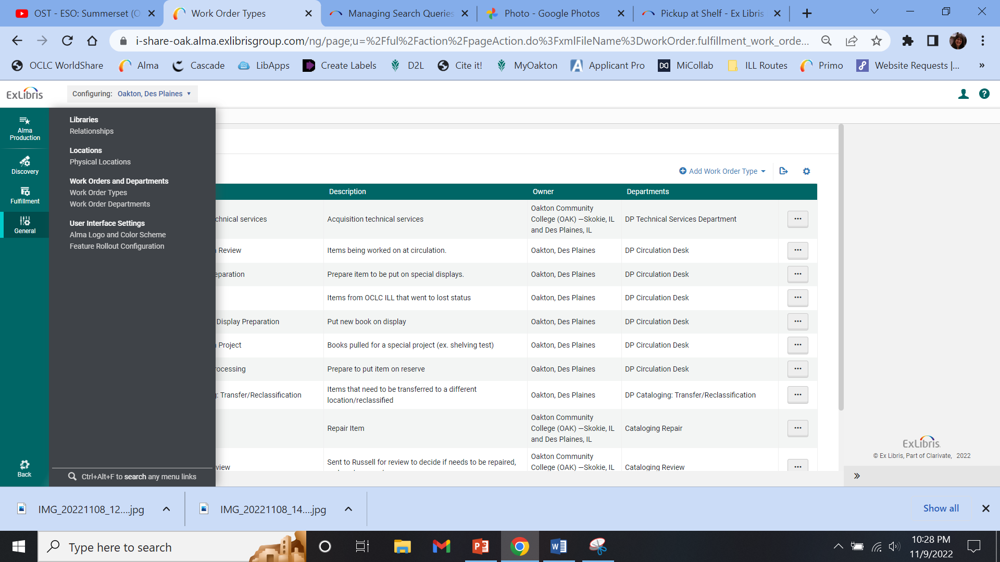 OST - ESO: Summerset (O
Work Order Types
Managing Search Queries
Photo - Google Photos
Pickup at Shelf - Ex Libris
i-share-oak.alma.exlibrisgroup.com/ng/page;u=%2Fful%2Faction%2FpageAction.do%3FxmlFileName%3DworkOrder.fulfillment_work_orde...
OCLC WorldShare
Alma
Cascade
LibApps
Create Labels
D2L
Cite it!
MyOakton
Applicant Pro
MiCollab
ILL Routes
Primo
Website Requests |...
»
ExLibris
Configuring: Oakton, Des Plaines
Alma
Production
Discovery
Fulfillment
General
Back
Libraries
Relationships
Locations
Physical Locations
Work Orders and Departments
Work Order Types
Work Order Departments
User Interface Settings
Alma Logo and Color Scheme
Feature Rollout Configuration
Ctrl+Alt+F to search any menu links
Add Work Order Type
Description
Owner
Departments
chnical services
Acquisition technical services
Oakton Community
College (OAK) —Skokie, IL
and Des Plaines, IL
DP Technical Services Department
Review
Items being worked on at circulation.
Oakton, Des Plaines
DP Circulation Desk
eparation
Prepare item to be put on special displays.
Oakton, Des Plaines
DP Circulation Desk
Items from OCLC ILL that went to lost status
Oakton, Des Plaines
DP Circulation Desk
Display Preparation
Put new book on display
Oakton, Des Plaines
DP Circulation Desk
Project
Books pulled for a special project (ex. shelving test)
Oakton, Des Plaines
DP Circulation Desk
rocessing
Prepare to put item on reserve
Oakton, Des Plaines
DP Circulation Desk
: Transfer/Reclassification
Items that need to be transferred to a different
location/reclassified
Oakton, Des Plaines
DP Cataloging: Transfer/Reclassification
Repair Item
Oakton Community
College (OAK) —Skokie, IL
and Des Plaines, IL
Cataloging Repair
view
Sent to Russell for review to decide if needs to be repaired,
Oakton Community
College (OAK) —Skokie, IL
Cataloging Review
ExLibris
© Ex Libris, Part of Clarivate, 2022
IMG_20221108_12....jpg
IMG_20221108_14....jpg
Show all
Type here to search
10:28 PM
11/9/2022